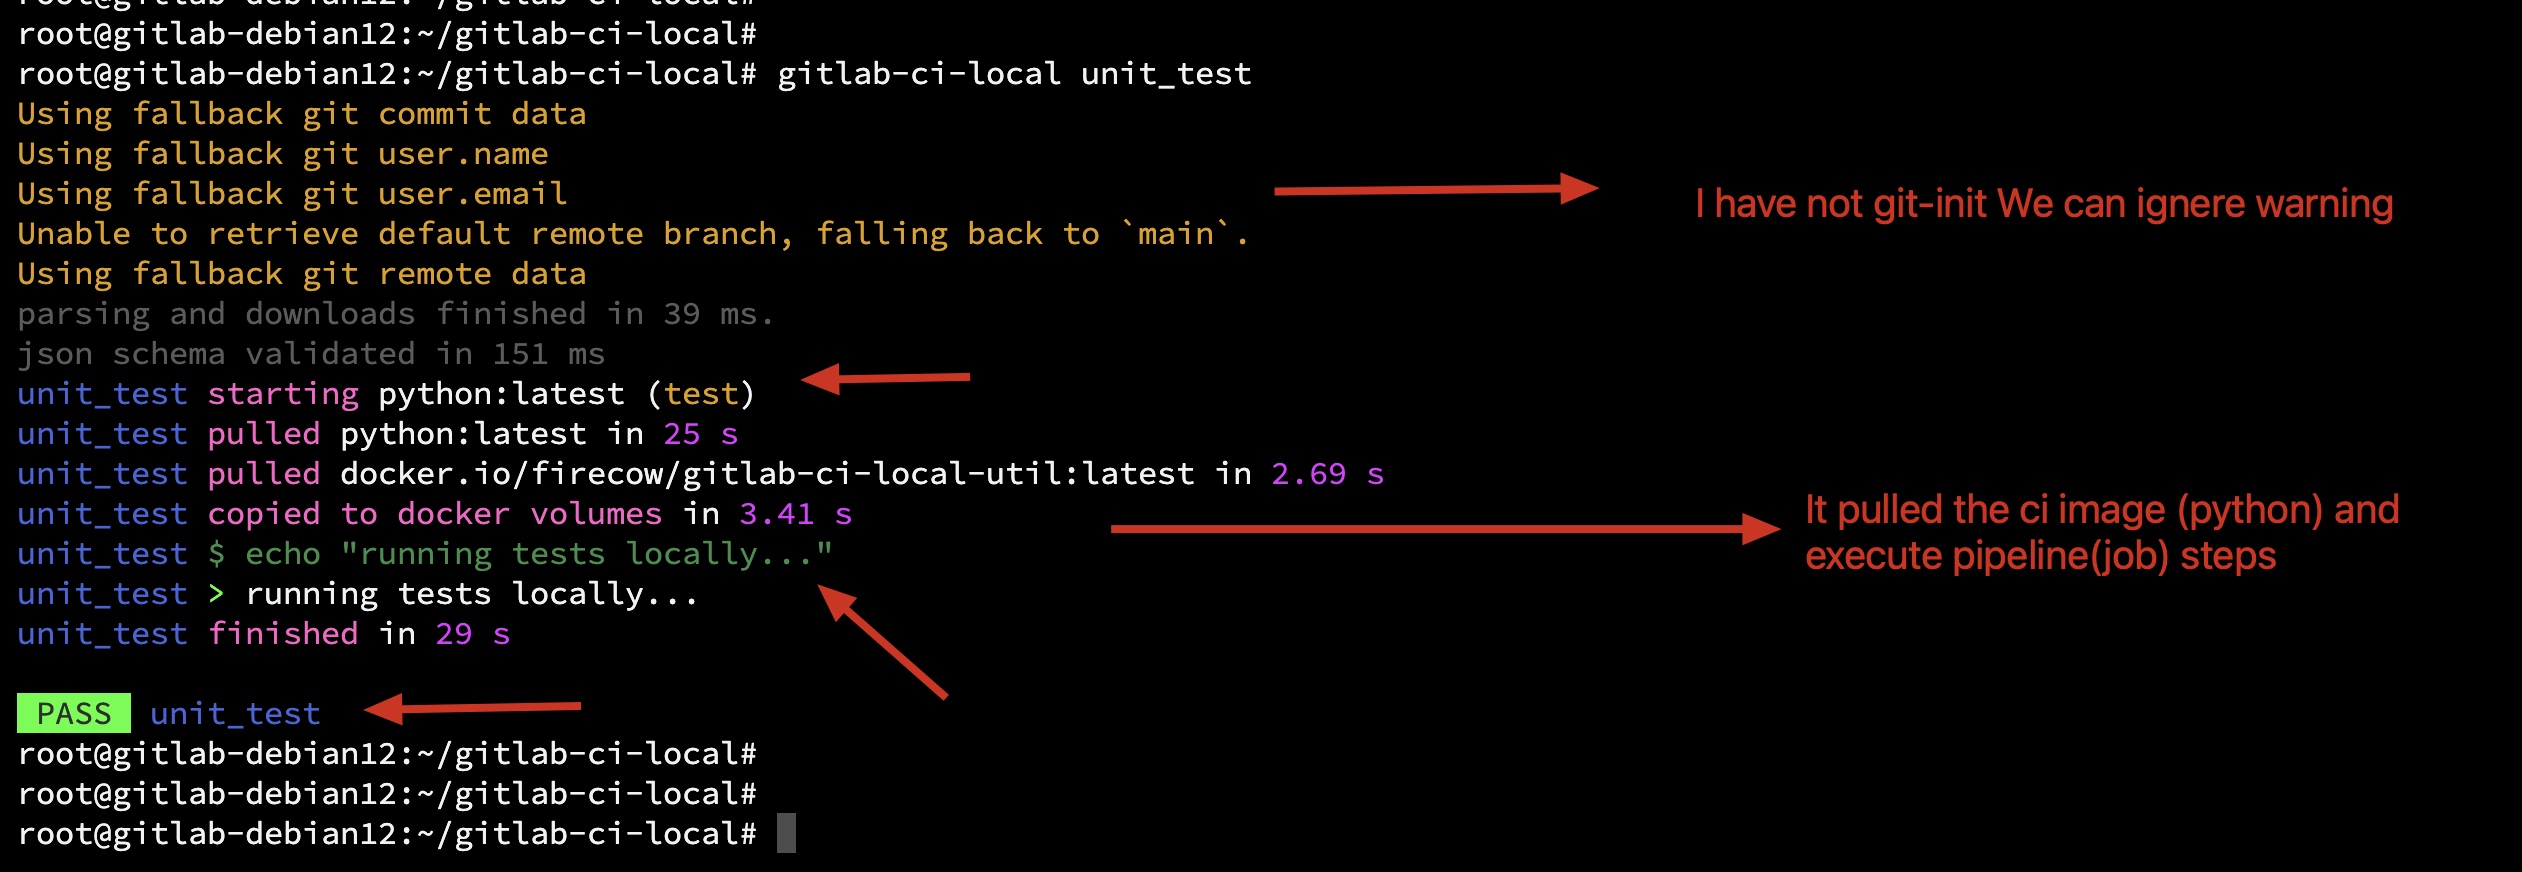 root@gitlab-debian12:~/gitlab-ci-local#
root@gitlab-debian12:~/gitlab-ci-local#
root@gitlab-debian12:~/gitlab-ci-local# gitlab-ci-local unit_test
Using fallback git commit data
Using fallback git user.name
Using fallback git user.email
I have not git-init We can ignere warning
Unable to retrieve default remote branch, falling back to `main`.
Using fallback git remote data
parsing and downloads finished in 39 ms.
json schema validated in 151 ms
unit_test starting python:latest (test)
unit_test pulled python:latest in 25 s
unit_test pulled docker.io/firecow/gitlab-ci-local-util:latest in 2.69 s
unit_test copied to docker volumes in 3.41 s
It pulled the ci image (python) and
execute pipeline(job) steps
unit_test $ echo "running tests locally..."
unit_test > running tests locally...
unit_test finished in 29 s
PASS unit_test
root@gitlab-debian12:~/gitlab-ci-local#
root@gitlab-debian12:~/gitlab-ci-local#
root@gitlab-debian12:~/gitlab-ci-local#